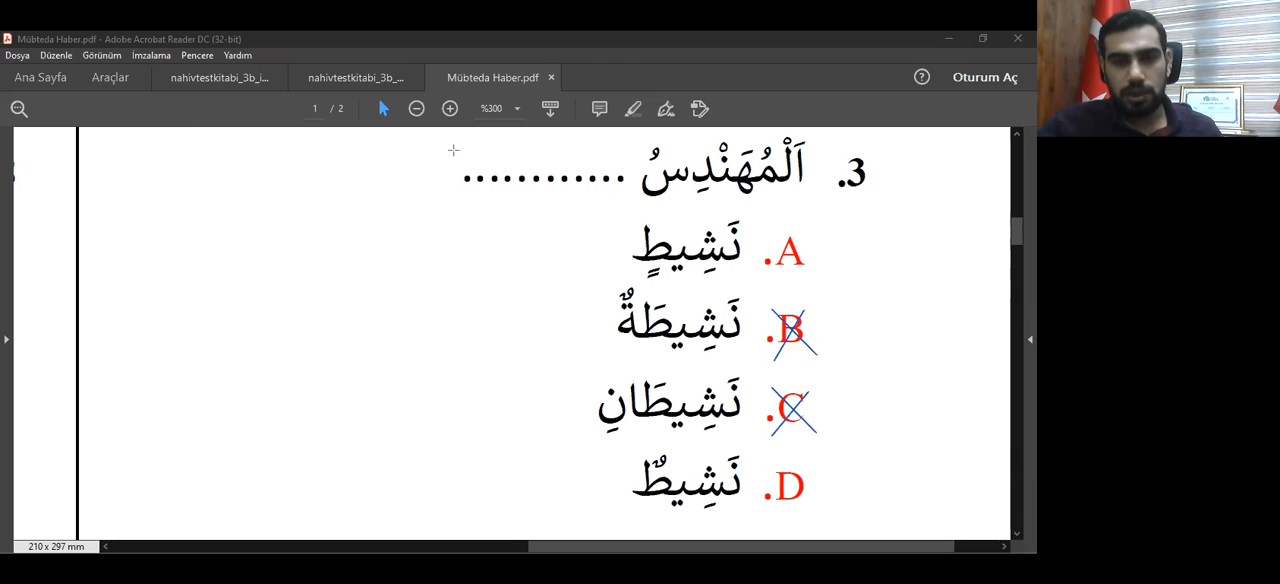 Mübteda Haber.pdf - Adobe Acrobat Reader DC (32-bit)
Dosya Düzenle Görünüm İmzalama Pencere Yardım
Ana Sayfa Araçlar nahivtestkitabi_3b_i... nahivtestkitabi_3b_... Mübteda Haber.pdf Oturum Aç
1 / 2 %300
3. اَلْمُهَنْدِسُ ............
A. نَشِيطٍ
B. نَشِيطَةٌ
C. نَشِيطَانِ
D. نَشِيطٌ
210 x 297 mm